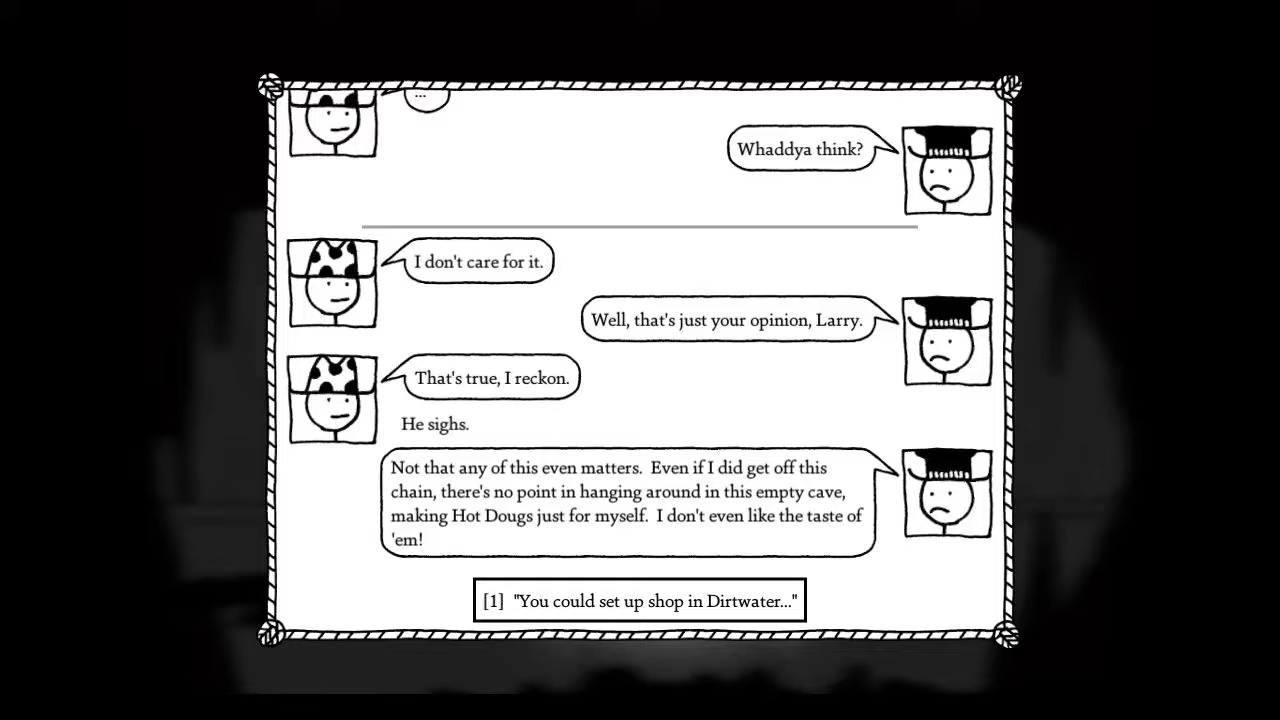 ...
Whaddya think?
I don't care for it.
Well, that's just your opinion, Larry.
That's true, I reckon.
He sighs.
Not that any of this even matters.  Even if I did get off this
chain, there's no point in hanging around in this empty cave,
making Hot Dougs just for myself.  I don't even like the taste of
'em!
[1]  "You could set up shop in Dirtwater..."